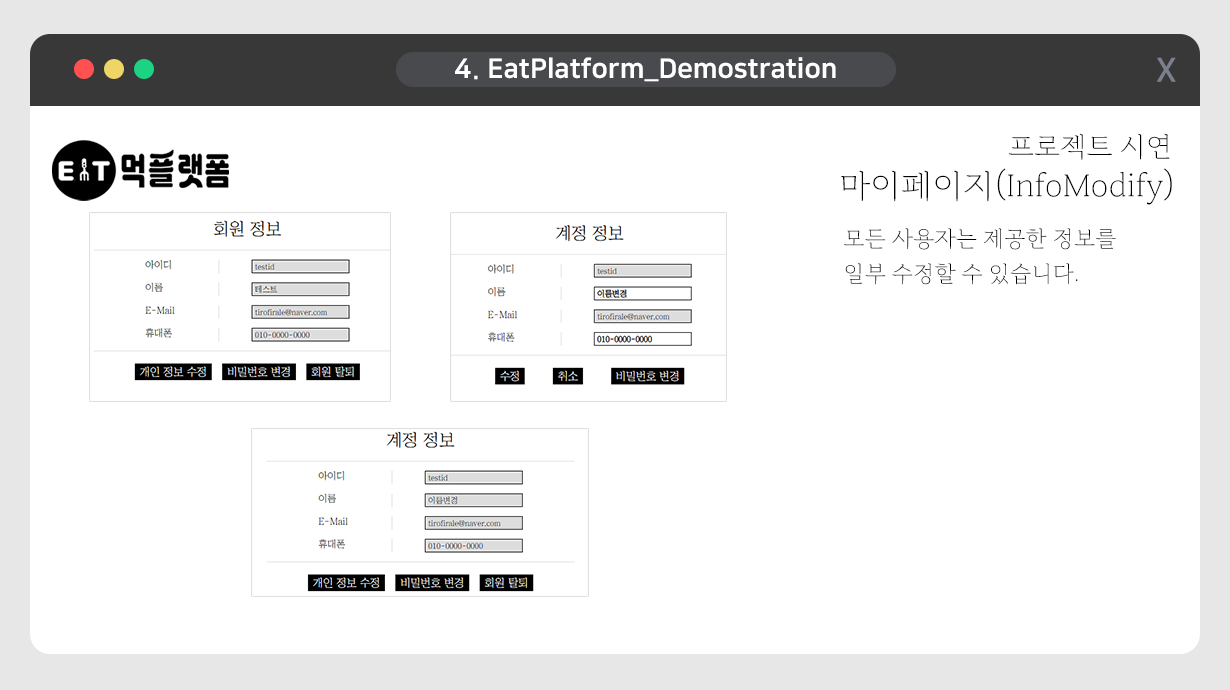 4. EatPlatform_Demostration
X
EAT 먹플랫폼
프로젝트 시연
마이페이지(InfoModify)
모든 사용자는 제공한 정보를
일부 수정할 수 있습니다.
회원 정보
아이디 testid
이름 테스트
E-Mail tirofirale@naver.com
휴대폰 010-0000-0000
개인 정보 수정 비밀번호 변경 회원 탈퇴
계정 정보
아이디 testid
이름 이름변경
E-Mail tirofirale@naver.com
휴대폰 010-0000-0000
수정 취소 비밀번호 변경
계정 정보
아이디 testid
이름 이름변경
E-Mail tirofirale@naver.com
휴대폰 010-0000-0000
개인 정보 수정 비밀번호 변경 회원 탈퇴